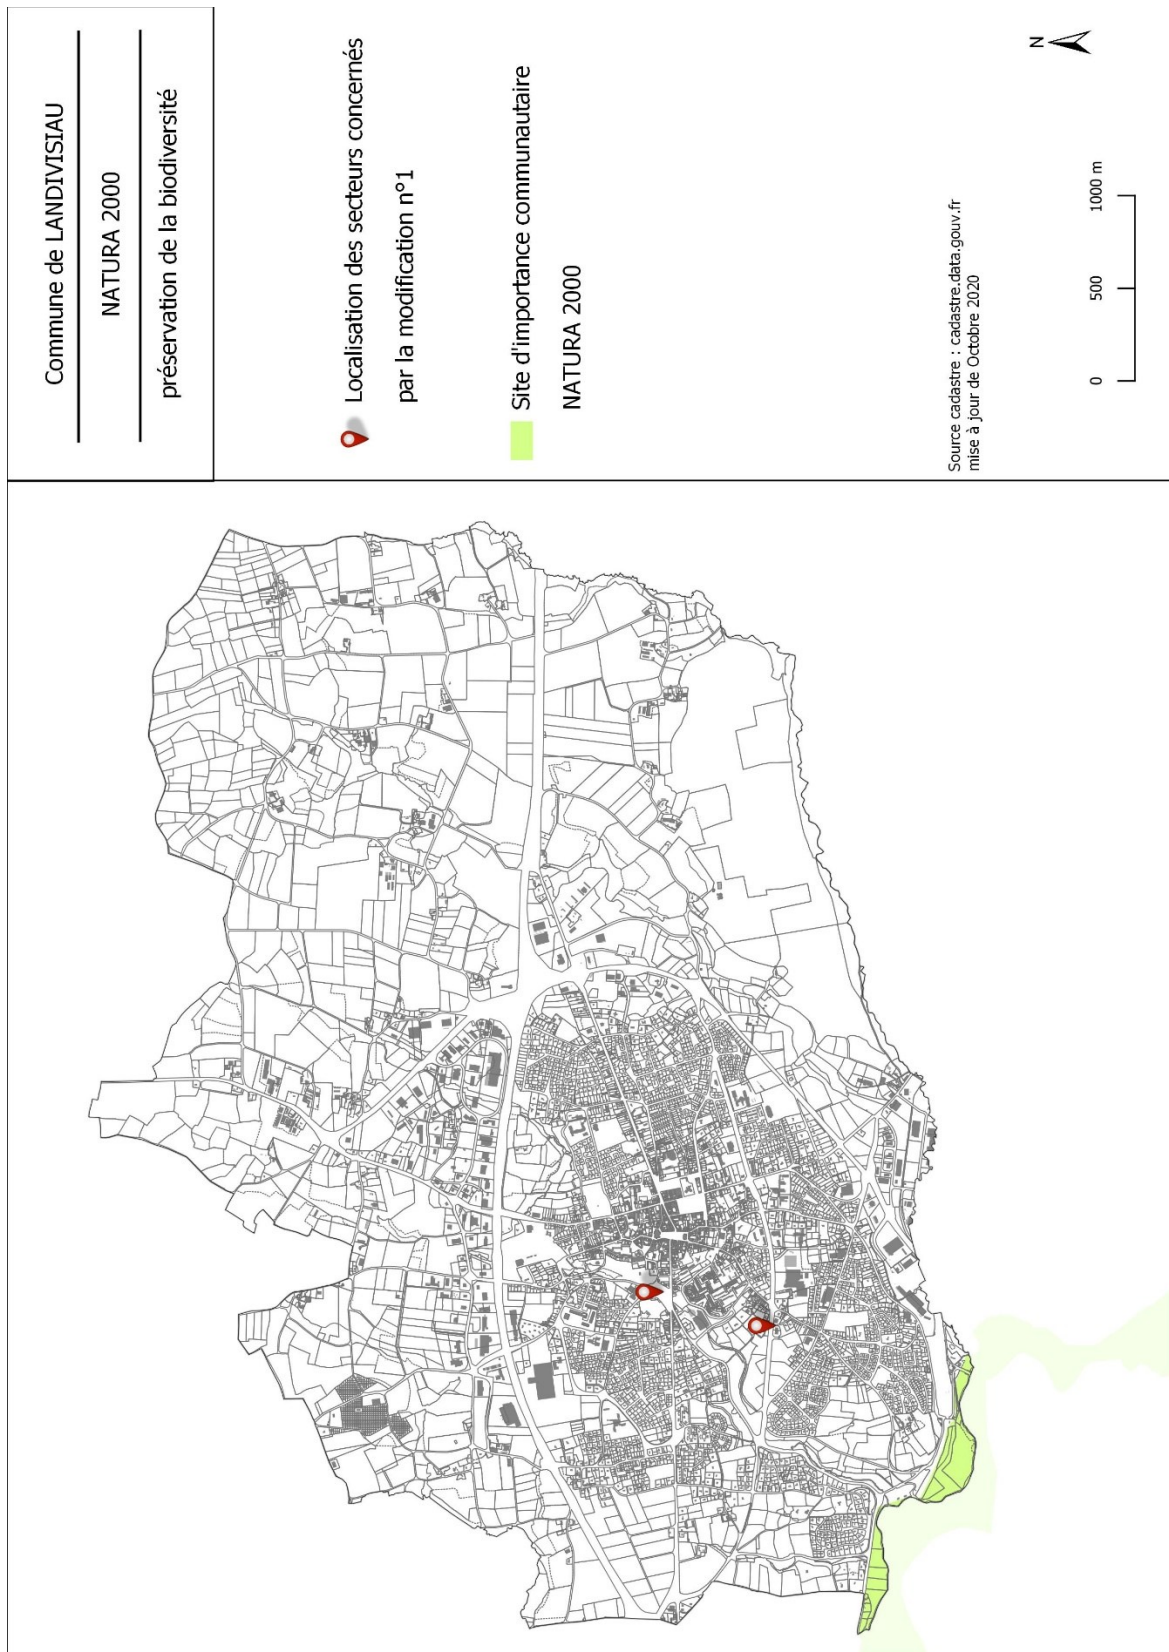 Commune de LANDIVISIAU
NATURA 2000
préservation de la biodiversité
Localisation des secteurs concernés
par la modification n°1
Site d'importance communautaire
NATURA 2000
Source cadastre : cadastre.data.gouv.fr
mise à jour de Octobre 2020
N
0 500 1000 m